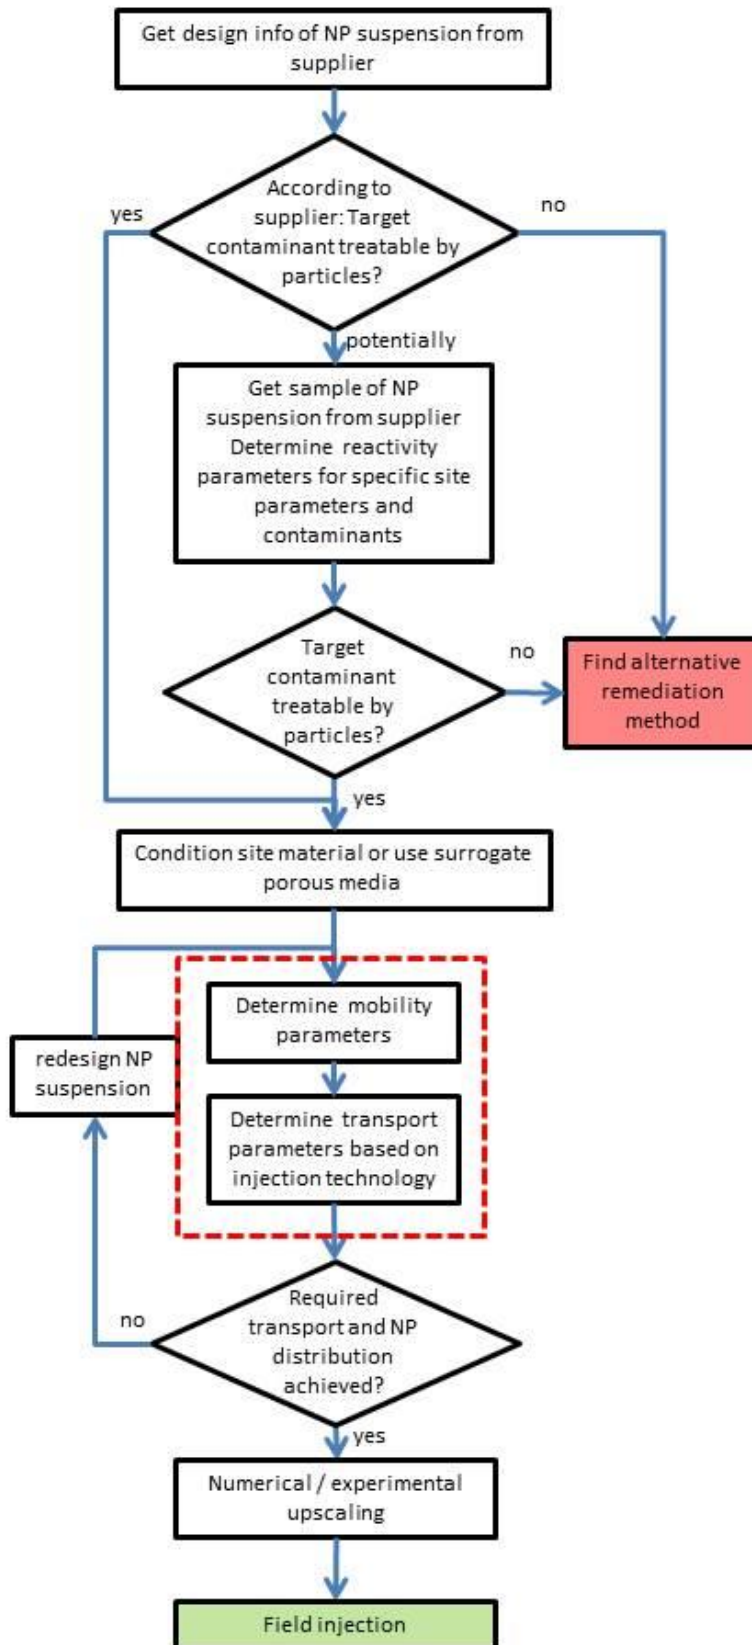 Get design info of NP suspension from
supplier
According to
supplier: Target
contaminant treatable by
particles?
yes
no
potentially
Get sample of NP
suspension from supplier
Determine reactivity
parameters for specific site
parameters and
contaminants
Target
contaminant
treatable by
particles?
no
Find alternative
remediation
method
yes
Condition site material or use surrogate
porous media
Determine mobility
parameters
redesign NP
suspension
Determine transport
parameters based on
injection technology
no
Required
transport and NP
distribution
achieved?
yes
Numerical / experimental
upscaling
Field injection